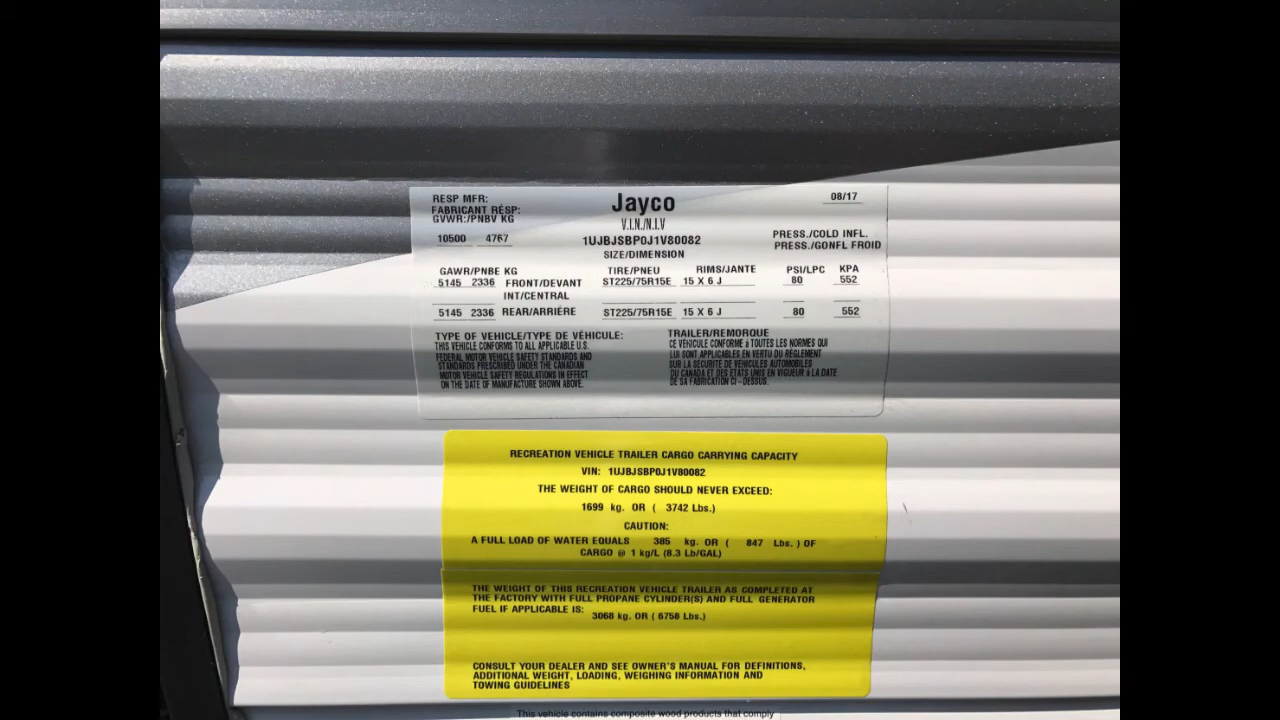 RESP MFR: Jayco 08/17
FABRICANT RÉSP:
GVWR:/PNBV KG V.I.N./N.I.V
10500 4767 1UJBJSBP0J1V80082 PRESS./COLD INFL.
SIZE/DIMENSION PRESS./GONFL FROID
GAWR/PNBE KG TIRE/PNEU RIMS/JANTE PSI/LPC KPA
5145 2336 FRONT/DEVANT ST225/75R15E 15 X 6 J 80 552
INT/CENTRAL
5145 2336 REAR/ARRIÉRE ST225/75R15E 15 X 6 J 80 552
TYPE OF VEHICLE/TYPE DE VÉHICULE: TRAILER/REMORQUE
THIS VEHICLE CONFORMS TO ALL APPLICABLE U.S.
FEDERAL MOTOR VEHICLE SAFETY STANDARDS AND
STANDARDS PRESCRIBED UNDER THE CANADIAN
MOTOR VEHICLE SAFETY REGULATIONS IN EFFECT
ON THE DATE OF MANUFACTURE SHOWN ABOVE.
CE VÉHICULE CONFORME à TOUTES LES NORMES QUI
LUI SONT APPLICABLES EN VERTU DU RÉGLEMENT
SUR LA SÉCURITÉ DE VÉHICULES AUTOMOBILES
DU CANADA ET DES ÉTATS UNIS EN VIGUEUR à LA DATE
DE SA FABRICATION CI-DESSUS.
RECREATION VEHICLE TRAILER CARGO CARRYING CAPACITY
VIN: 1UJBJSBP0J1V80082
THE WEIGHT OF CARGO SHOULD NEVER EXCEED:
1699 kg. OR ( 3742 Lbs.)
CAUTION:
A FULL LOAD OF WATER EQUALS 385 kg. OR ( 847 Lbs. ) OF
CARGO @ 1 kg/L (8.3 Lb/GAL)
THE WEIGHT OF THIS RECREATION VEHICLE TRAILER AS COMPLETED AT
THE FACTORY WITH FULL PROPANE CYLINDER(S) AND FULL GENERATOR
FUEL IF APPLICABLE IS:
3068 kg. OR ( 6758 Lbs.)
CONSULT YOUR DEALER AND SEE OWNER'S MANUAL FOR DEFINITIONS,
ADDITIONAL WEIGHT, LOADING, WEIGHING INFORMATION AND
TOWING GUIDELINES
This vehicle contains composite wood products that comply